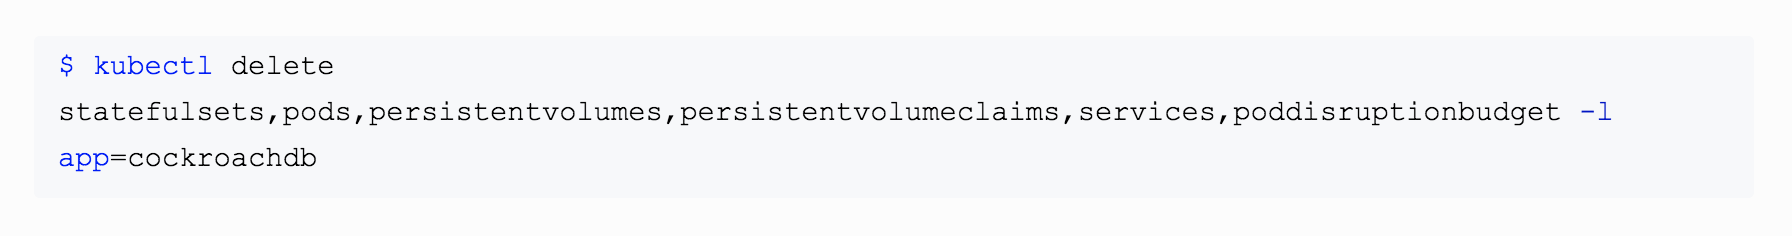 $ kubectl delete
statefulsets,pods,persistentvolumes,persistentvolumeclaims,services,poddisruptionbudget -l
app=cockroachdb